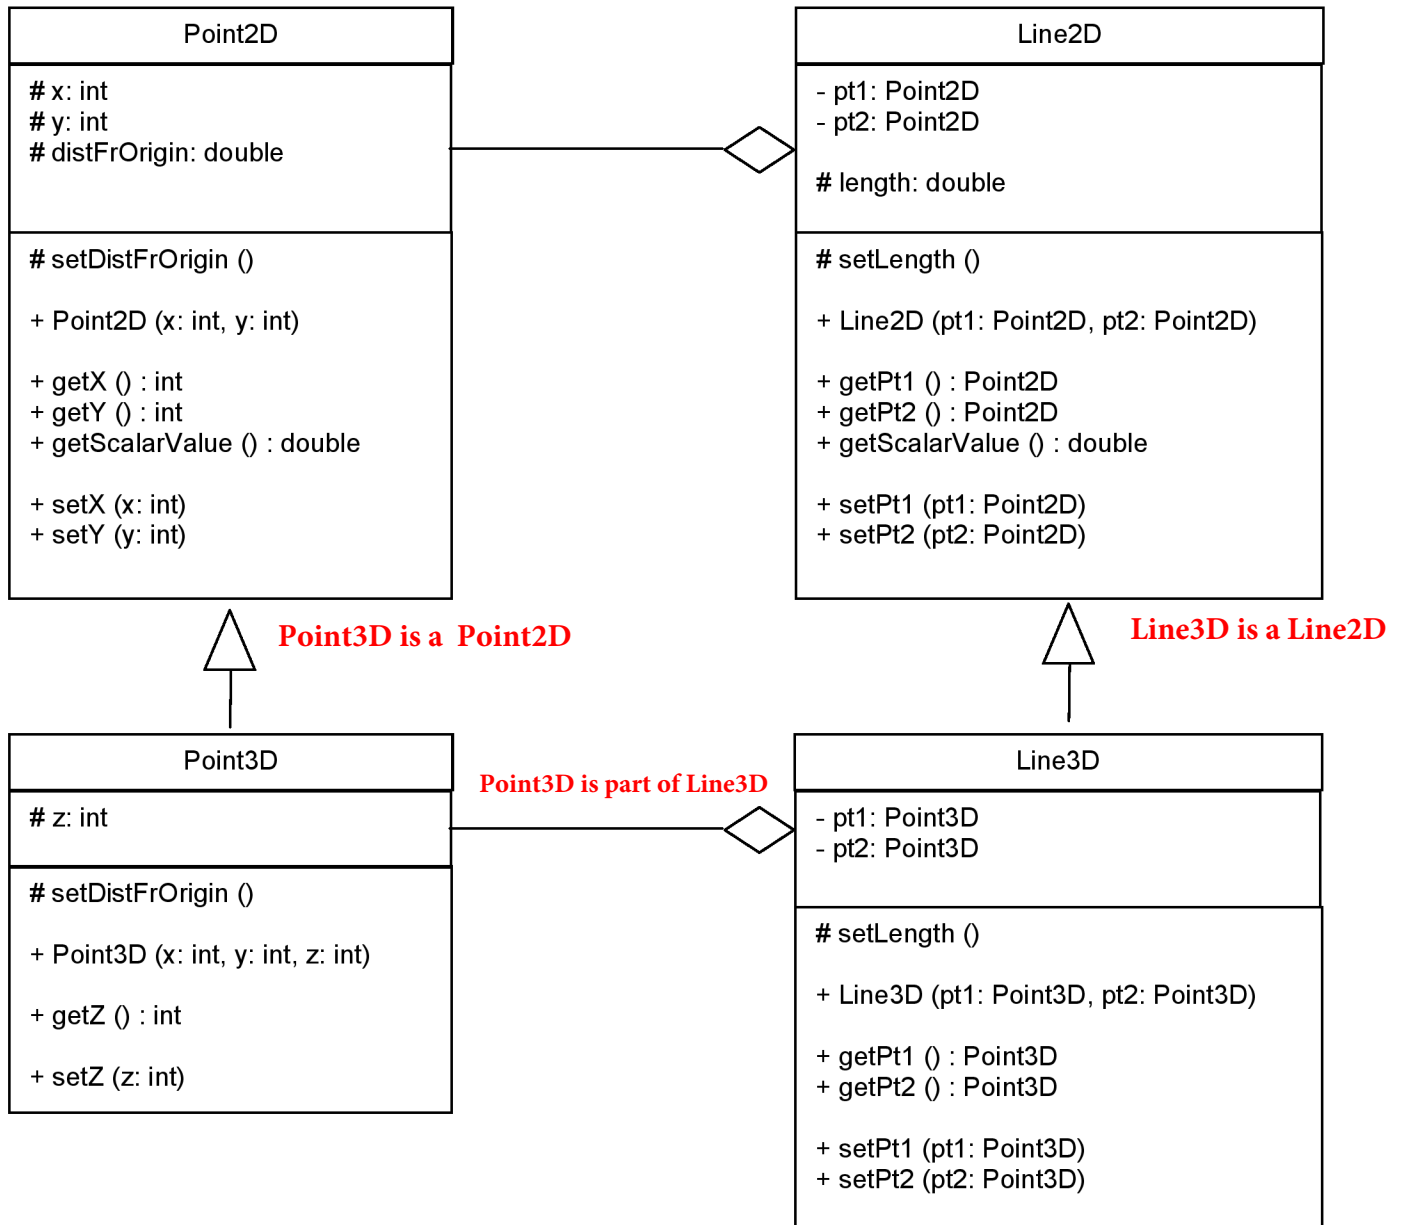 Point2D
# x: int
# y: int
# distFrOrigin: double
# setDistFrOrigin ()
+ Point2D (x: int, y: int)
+ getX () : int
+ getY () : int
+ getScalarValue () : double
+ setX (x: int)
+ setY (y: int)
Line2D
- pt1: Point2D
- pt2: Point2D
# length: double
# setLength ()
+ Line2D (pt1: Point2D, pt2: Point2D)
+ getPt1 () : Point2D
+ getPt2 () : Point2D
+ getScalarValue () : double
+ setPt1 (pt1: Point2D)
+ setPt2 (pt2: Point2D)
Point3D is a Point2D
Line3D is a Line2D
Point3D
# z: int
# setDistFrOrigin ()
+ Point3D (x: int, y: int, z: int)
+ getZ () : int
+ setZ (z: int)
Point3D is part of Line3D
Line3D
- pt1: Point3D
- pt2: Point3D
# setLength ()
+ Line3D (pt1: Point3D, pt2: Point3D)
+ getPt1 () : Point3D
+ getPt2 () : Point3D
+ setPt1 (pt1: Point3D)
+ setPt2 (pt2: Point3D)